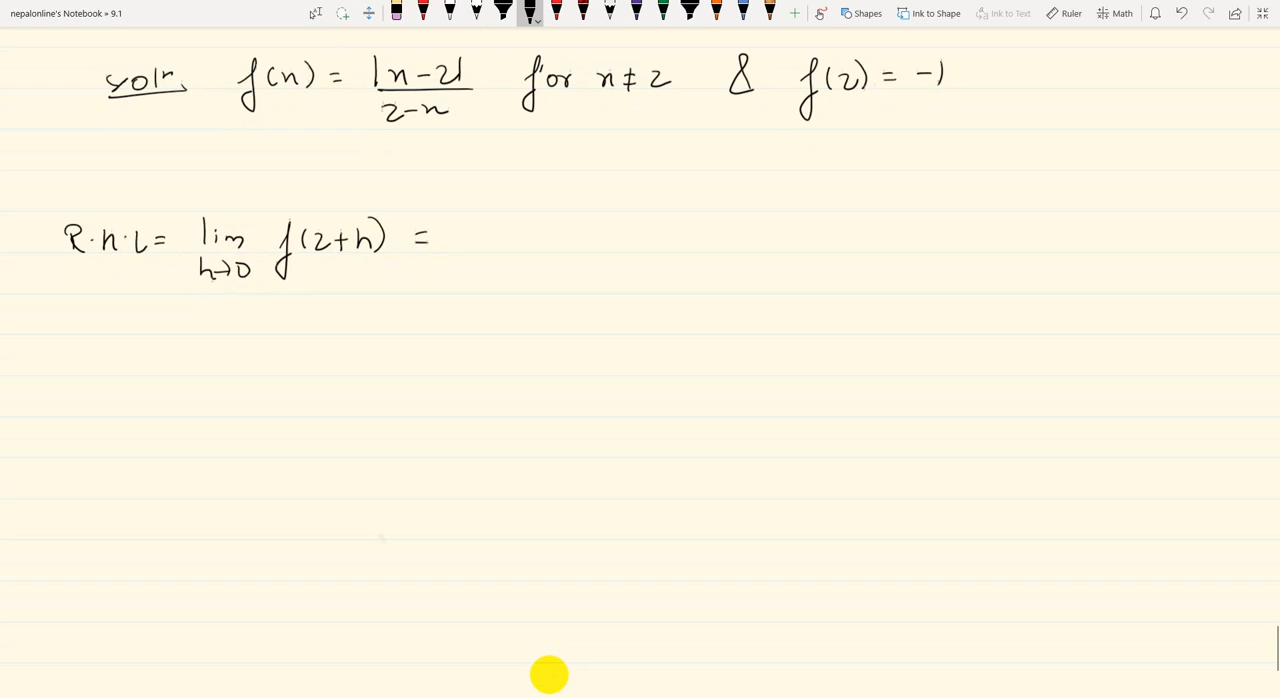 nepalonline's Notebook » 9.1
Shapes Ink to Shape Ink to Text Ruler Math
soln. f(x) = |x-2|/(2-x) for x≠2 & f(2) = -1
R.H.L = lim h→0 f(2+h) =